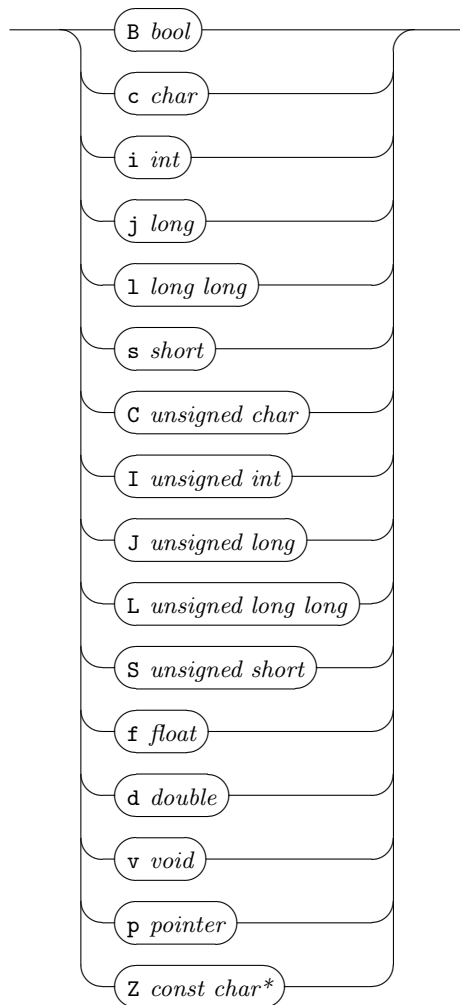 B bool
c char
i int
j long
l long long
s short
C unsigned char
I unsigned int
J unsigned long
L unsigned long long
S unsigned short
f float
d double
v void
p pointer
Z const char*